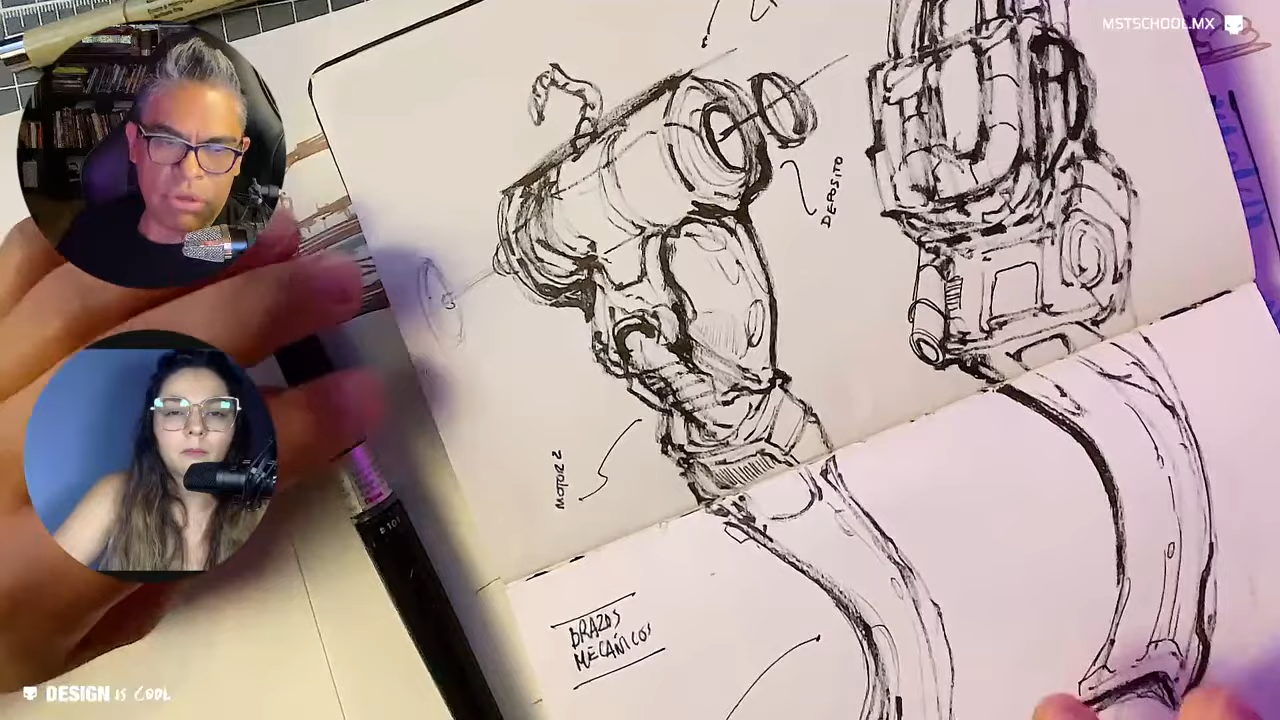 MSTSCHOOL.MX
DEPOSITO
MOTOR 2
BRAZOS
MECÁNICOS
DESIGN IS COOL